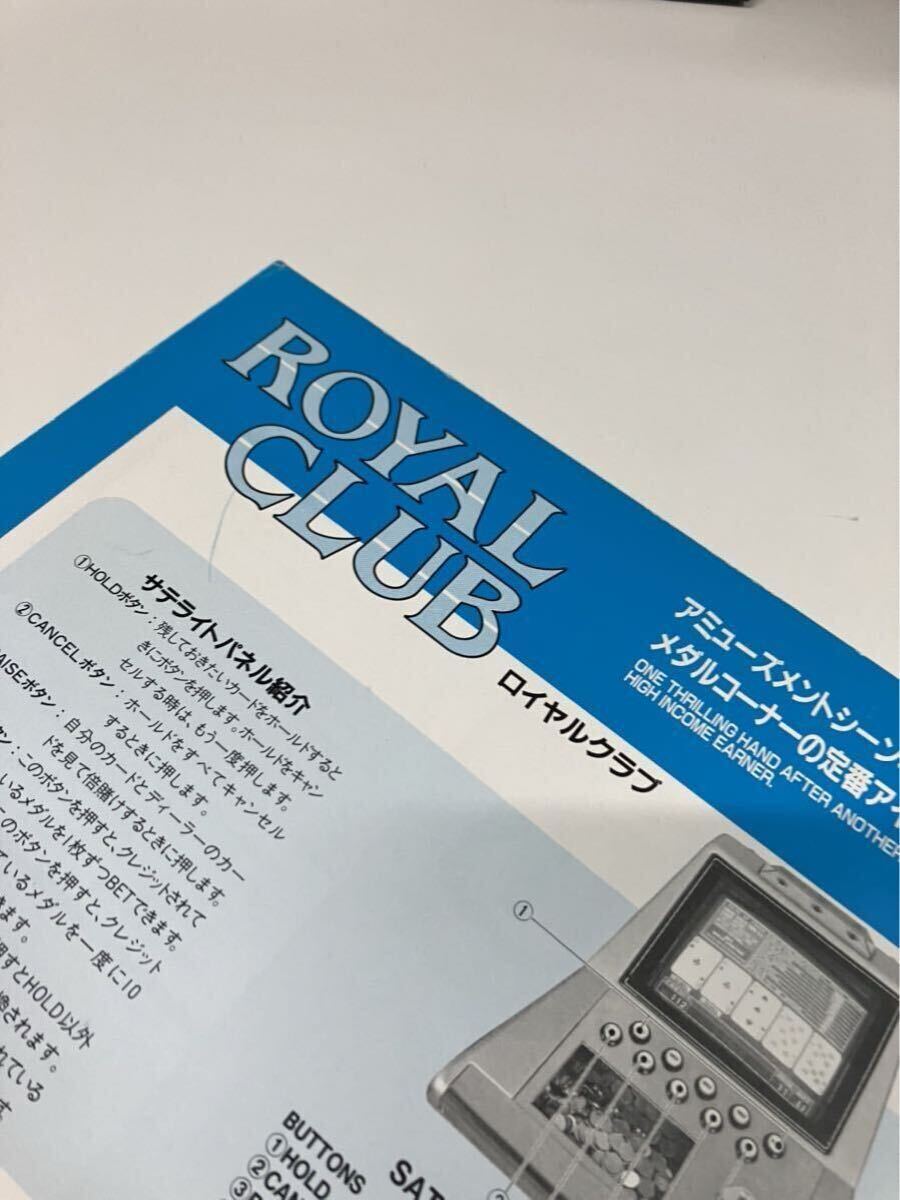 ROYAL
CLUB
ロイヤルクラブ
アミューズメントシーン
メダルコーナーの定番アイ
ONE THRILLING HAND AFTER ANOTHER
HIGH INCOME EARNER.
サテライトパネル紹介
①HOLDボタン：残しておきたいカードをホールドすると
きにボタンを押します。ホールドをキャン
セルする時は、もう一度押します。
②CANCELボタン：ホールドをすべてキャンセル
するときに押します。
AISEボタン：自分のカードとディーラーのカー
ドを見て倍賭けするときに押します。
タン：このボタンを押すと、クレジットされて
いるメダルを1枚ずつBETできます。
のボタンを押すと、クレジット
ているメダルを一度に10
きます。
押すとHOLD以外
換されます。
れている
す。
①
BUTTONS
①HOLD
②CAN
③
SAT